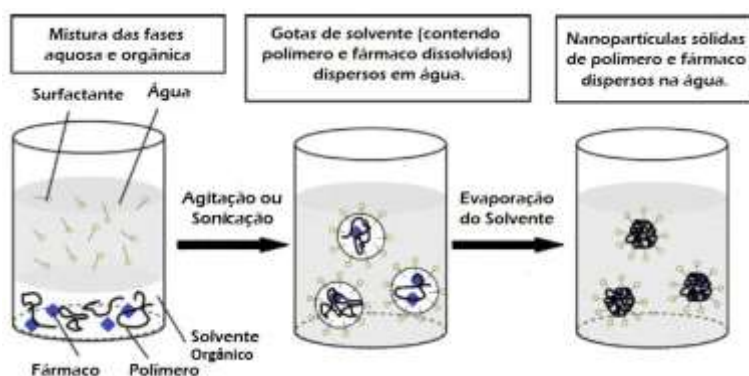 Mistura das fases
aquosa e orgânica
Gotas de solvente (contendo
polímero e fármaco dissolvidos)
dispersos em água.
Nanopartículas sólidas
de polímero e fármaco
dispersos na água.
Surfactante
Água
Agitação ou
Sonicação
Evaporação
do Solvente
Solvente
Orgânico
Fármaco
Polímero